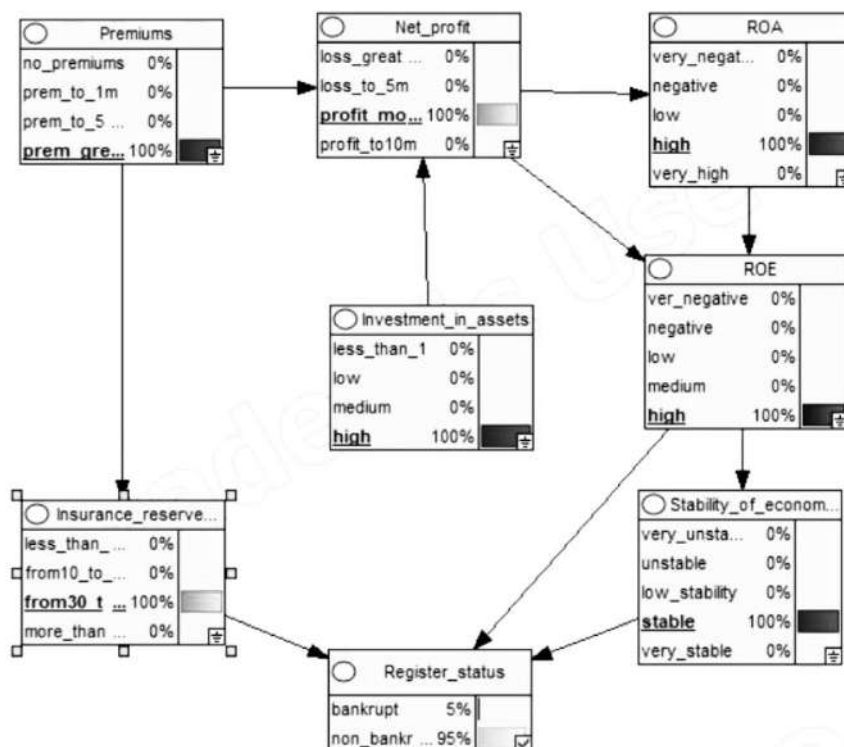 Premiums
no_premiums 0%
prem_to_1m 0%
prem_to_5 ... 0%
prem_gre... 100%
Net_profit
loss_great ... 0%
loss_to_5m 0%
profit_mo... 100%
profit_to10m 0%
ROA
very_negat... 0%
negative 0%
low 0%
high 100%
very_high 0%
Investment_in_assets
less_than_1 0%
low 0%
medium 0%
high 100%
ROE
ver_negative 0%
negative 0%
low 0%
medium 0%
high 100%
Insurance_reserve...
less_than_ ... 0%
from10_to_... 0%
from30_t ... 100%
more_than ... 0%
Stability_of_econom...
very_unsta... 0%
unstable 0%
low_stability 0%
stable 100%
very_stable 0%
Register_status
bankrupt 5%
non_bankr ... 95%